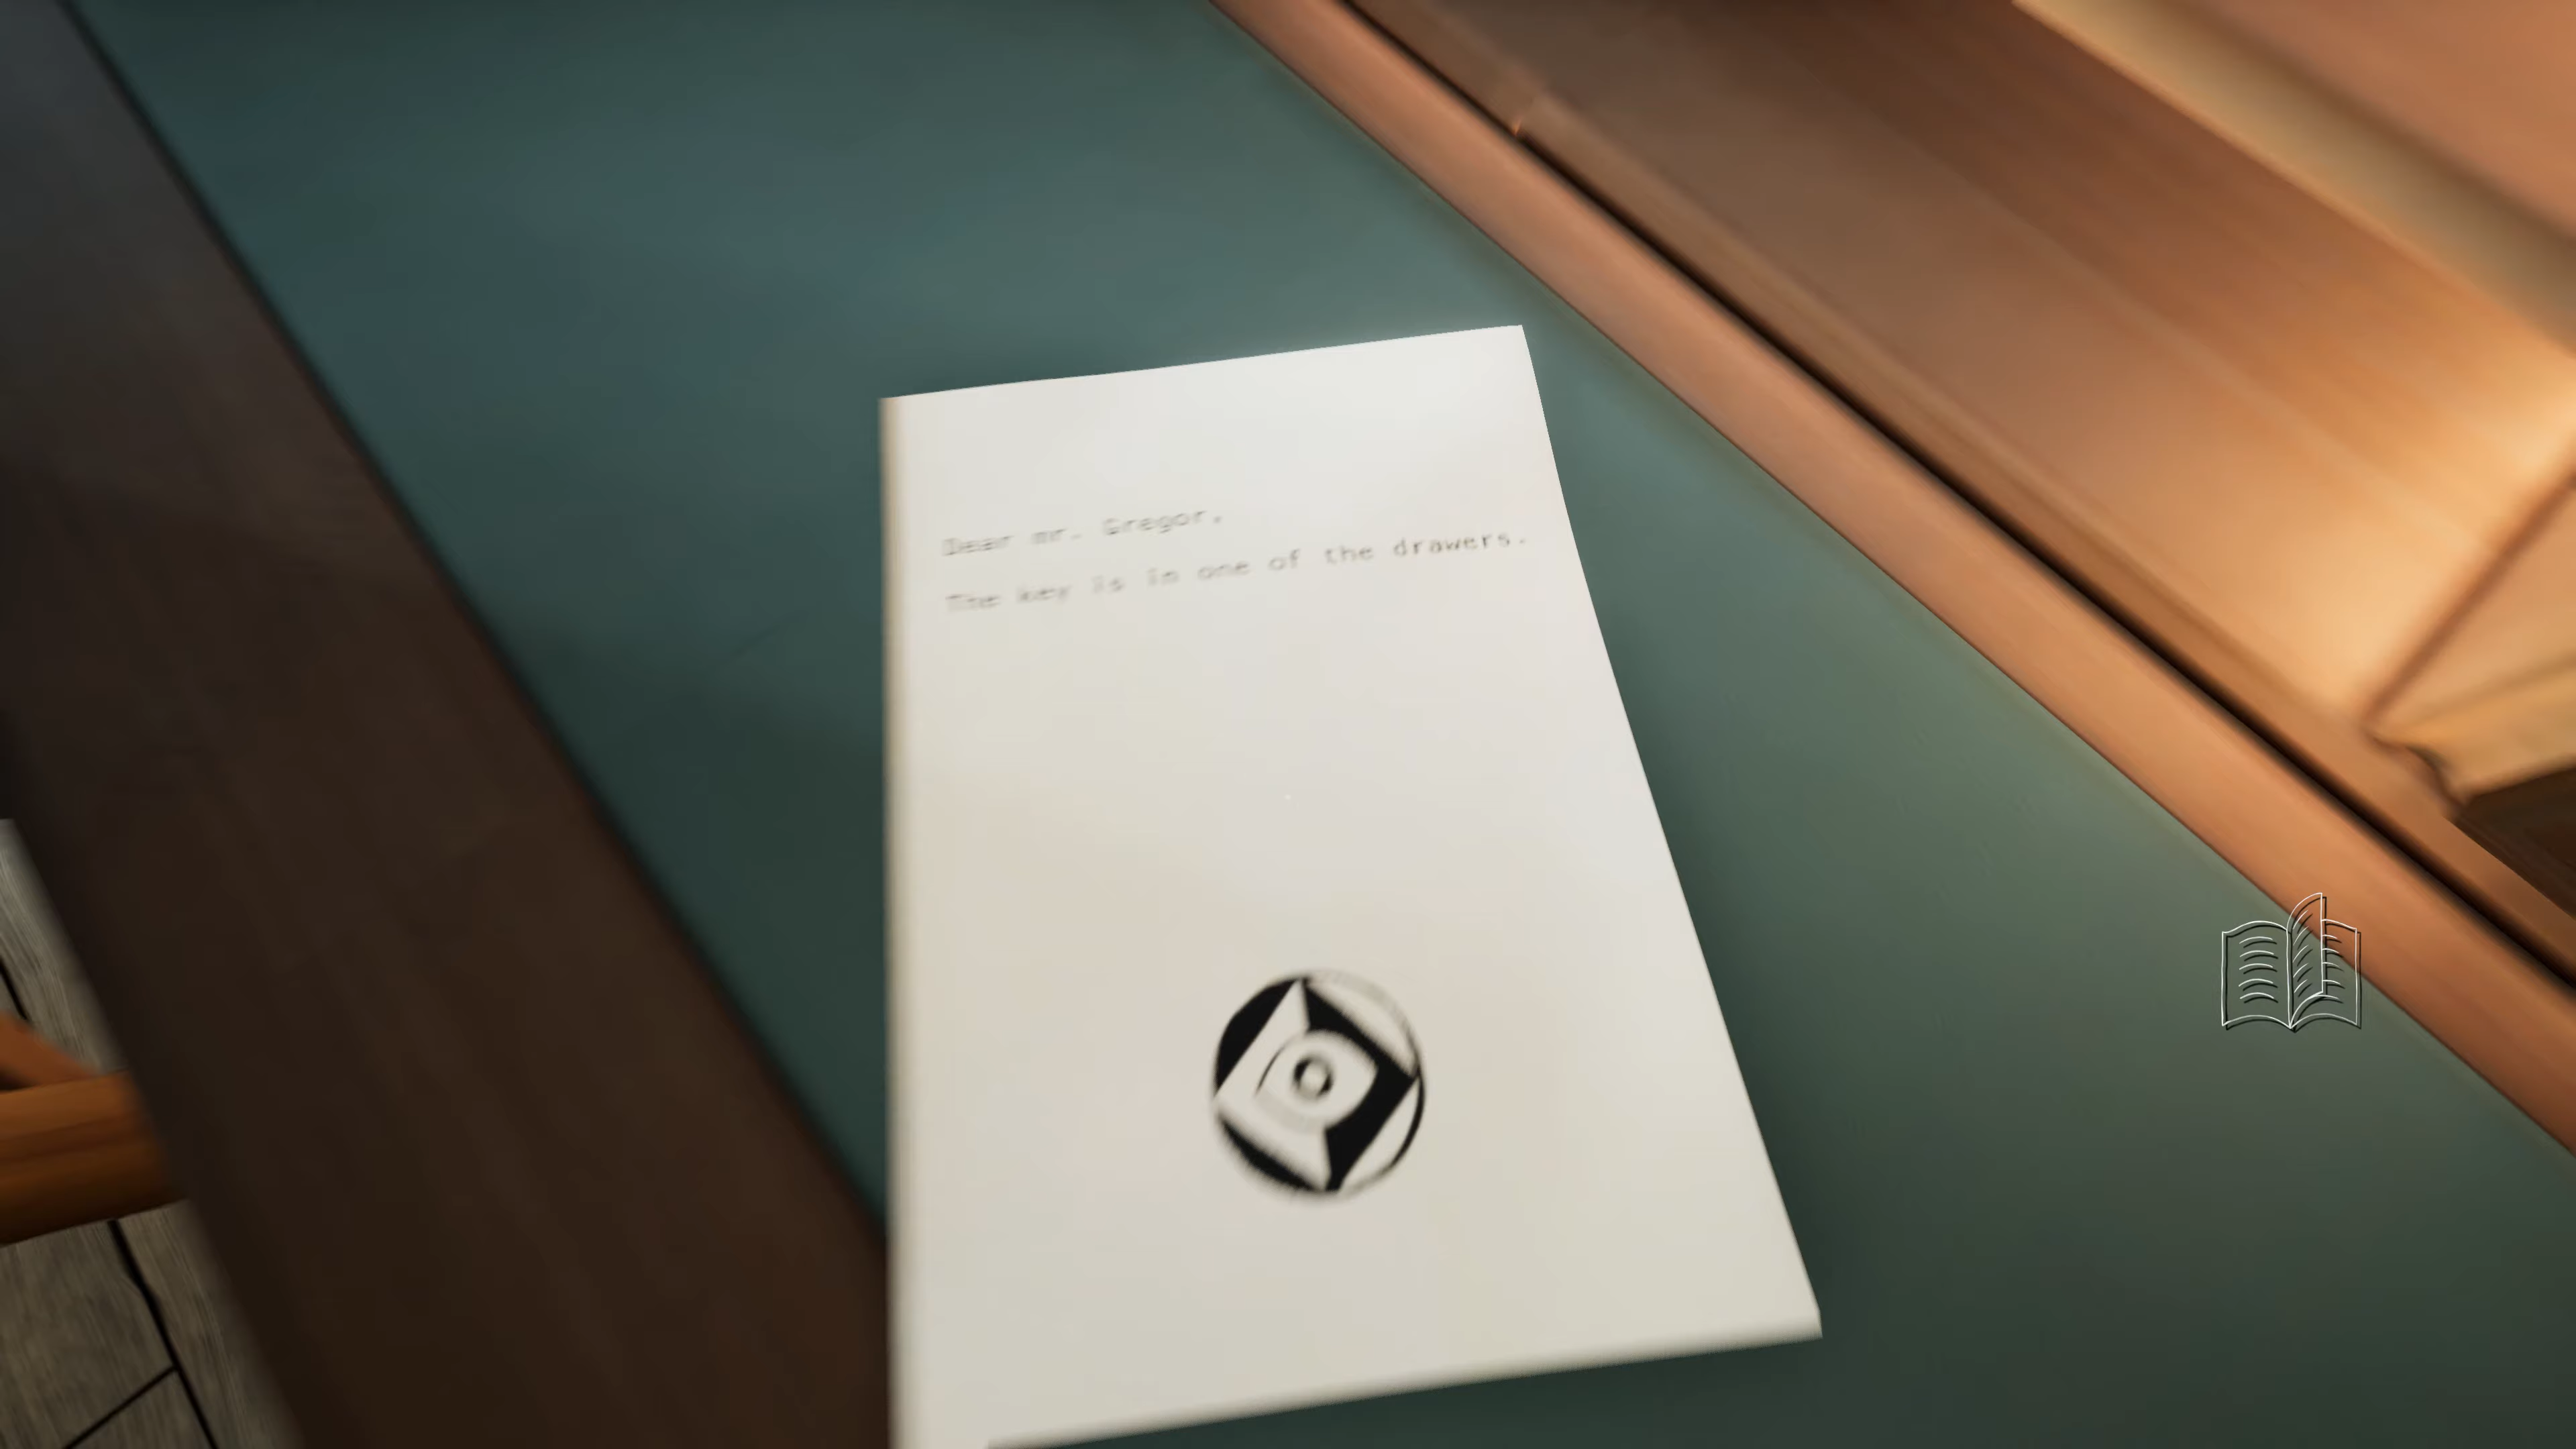 Dear mr. Gregor,
The key is in one of the drawers.